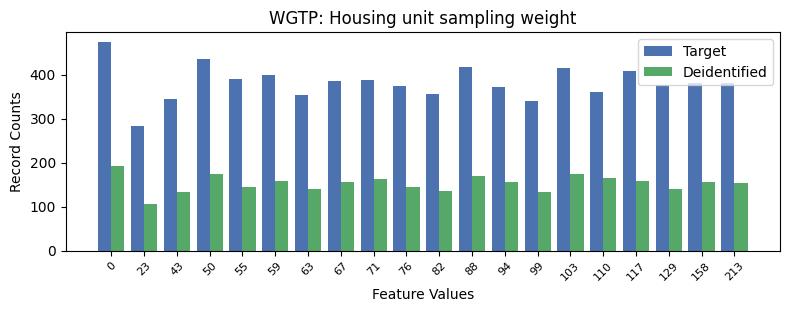 WGTP: Housing unit sampling weight
Target
Deidentified
Record Counts
400
300
200
100
0
0 23 43 50 55 59 63 67 71 76 82 88 94 99 103 110 117 129 158 213
Feature Values